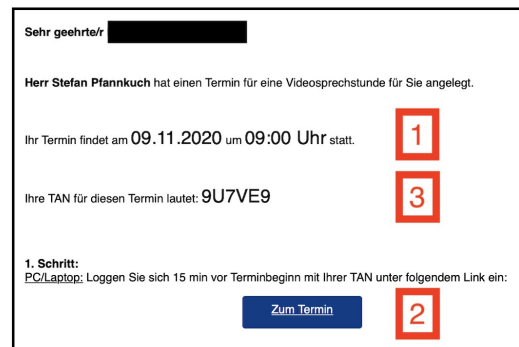 Sehr geehrte/r
Herr Stefan Pfannkuch hat einen Termin für eine Videosprechstunde für Sie angelegt.
Ihr Termin findet am 09.11.2020 um 09:00 Uhr statt.
1
Ihre TAN für diesen Termin lautet: 9U7VE9
3
1. Schritt:
PC/Laptop: Loggen Sie sich 15 min vor Terminbeginn mit Ihrer TAN unter folgendem Link ein:
Zum Termin
2